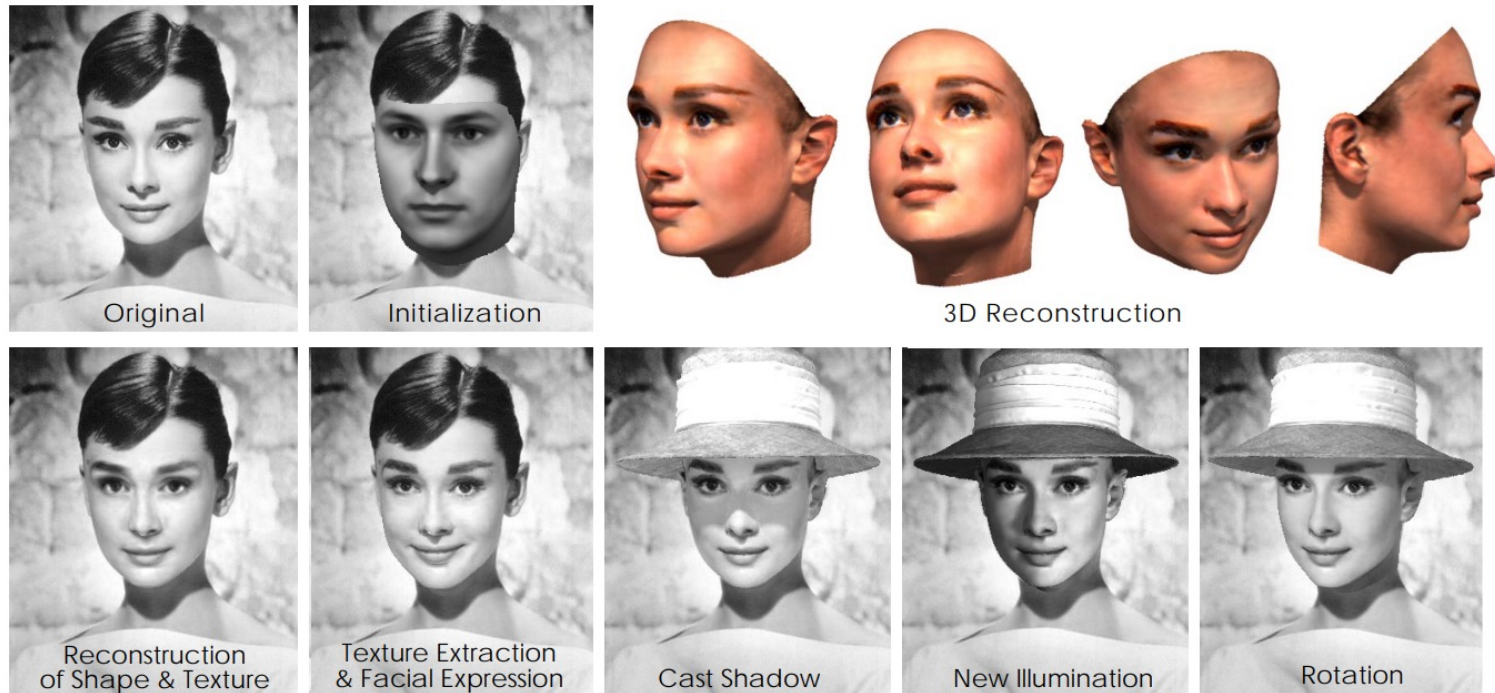 Original
Initialization
3D Reconstruction
Reconstruction
of Shape & Texture
Texture Extraction
& Facial Expression
Cast Shadow
New Illumination
Rotation